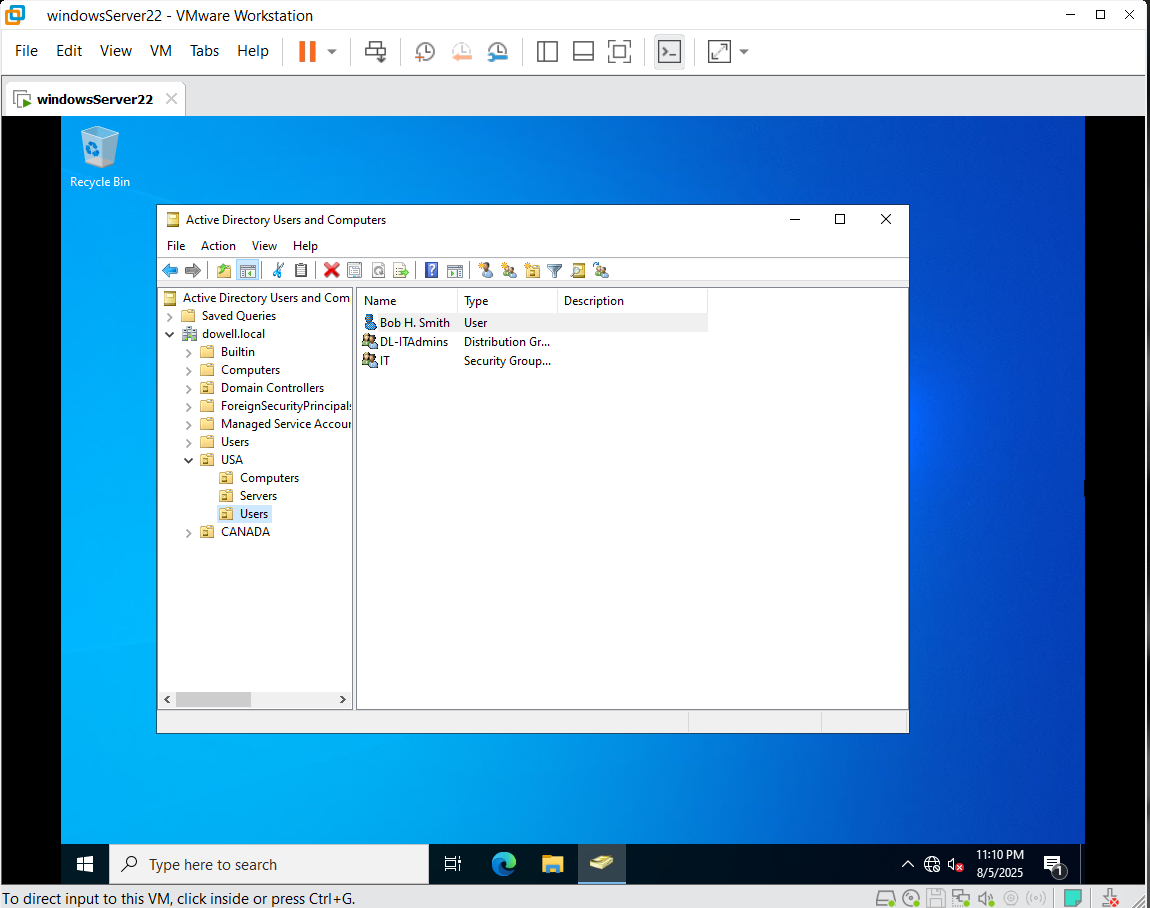 windowsServer22 - VMware Workstation
File Edit View VM Tabs Help
windowsServer22
Recycle Bin
Active Directory Users and Computers
File Action View Help
Active Directory Users and Com
Saved Queries
dowell.local
Builtin
Computers
Domain Controllers
ForeignSecurityPrincipals
Managed Service Accour
Users
USA
Computers
Servers
Users
CANADA
Name Type Description
Bob H. Smith User
DL-ITAdmins Distribution Gr...
IT Security Group...
Type here to search
11:10 PM
8/5/2025
1
To direct input to this VM, click inside or press Ctrl+G.